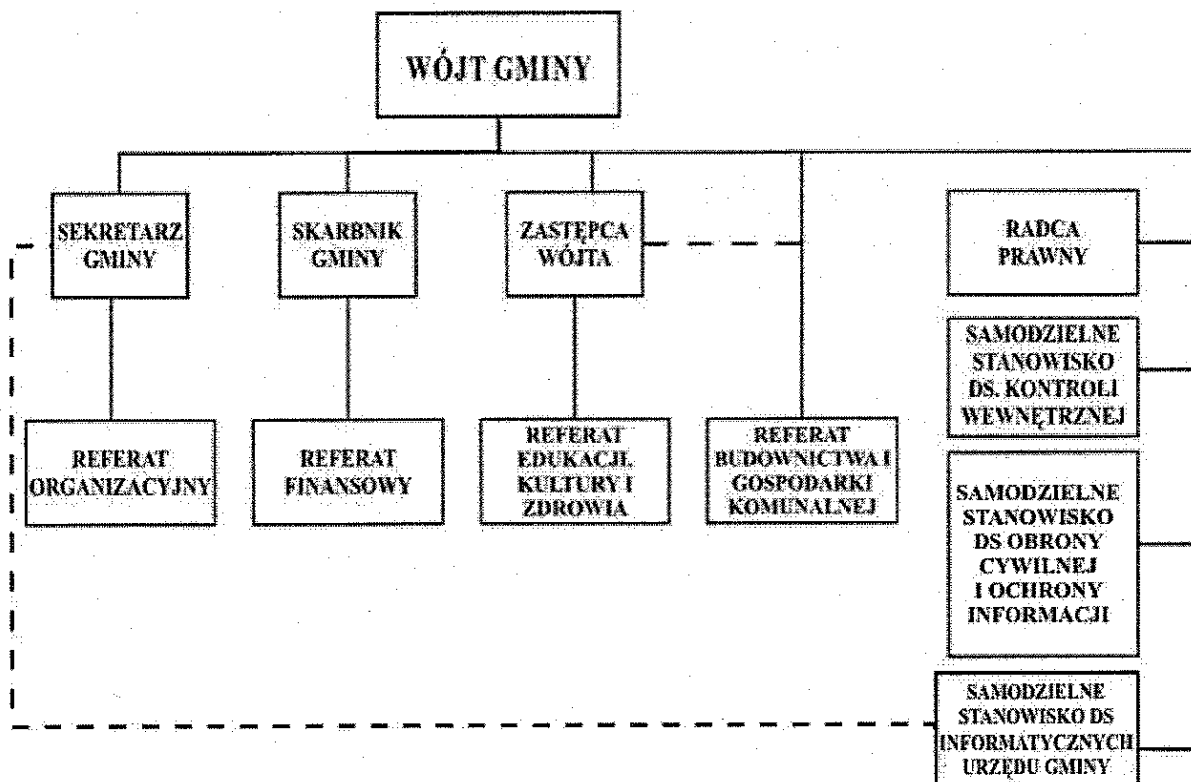 WÓJT GMINY
SEKRETARZ
GMINY
SKARBNIK
GMINY
ZASTĘPCA
WÓJTA
RADCA
PRAWNY
SAMODZIELNE
STANOWISKO
DS. KONTROLI
WEWNĘTRZNEJ
REFERAT
ORGANIZACYJNY
REFERAT
FINANSOWY
REFERAT
EDUKACJI,
KULTURY I
ZDROWIA
REFERAT
BUDOWNICTWA I
GOSPODARKI
KOMUNALNEJ
SAMODZIELNE
STANOWISKO
DS OBRONY
CYWILNEJ
I OCHRONY
INFORMACJI
SAMODZIELNE
STANOWISKO DS
INFORMATYCZNYCH
URZĘDU GMINY